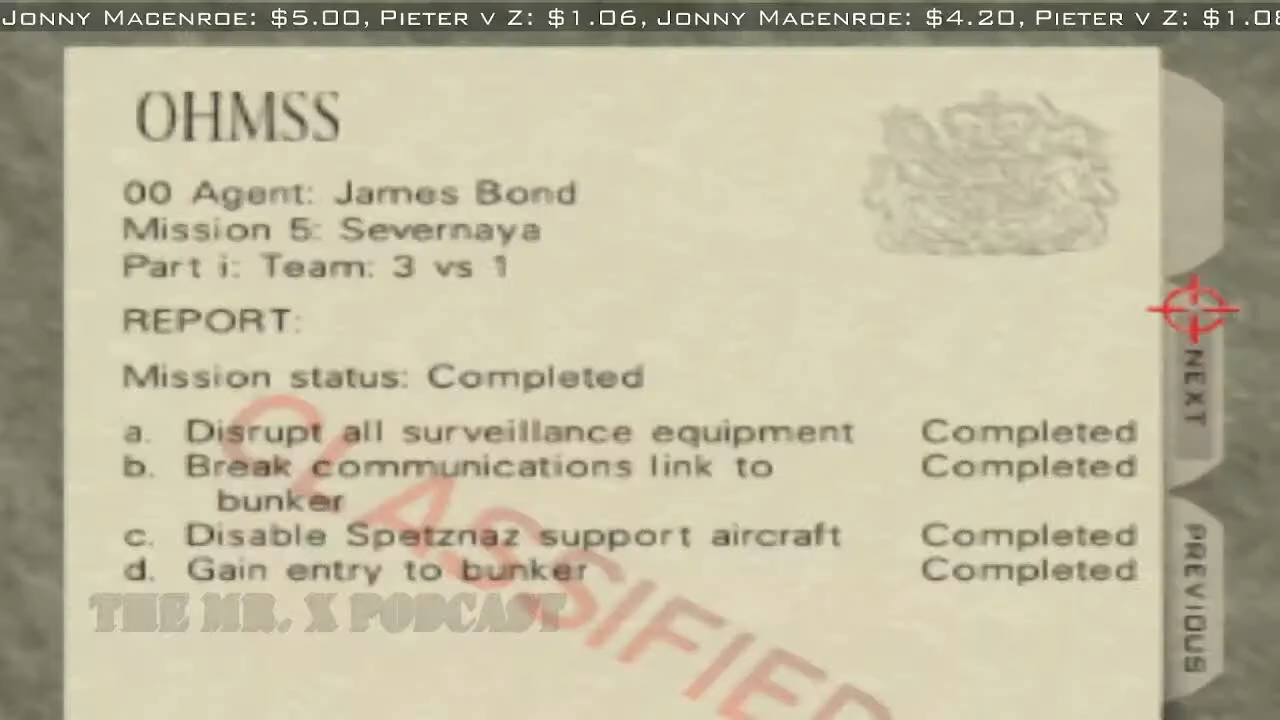 JONNY MACENROE: $5.00, PIETER V Z: $1.06, JONNY MACENROE: $4.20, PIETER V Z: $1.08
OHMSS
00 Agent: James Bond
Mission 5: Severnaya
Part i: Team: 3 vs 1
REPORT:
Mission status: Completed
a. Disrupt all surveillance equipment Completed
b. Break communications link to Completed
bunker
c. Disable Spetznaz support aircraft Completed
d. Gain entry to bunker Completed
THE MR. X PODCAST
CLASSIFIED
NEXT
PREVIOUS